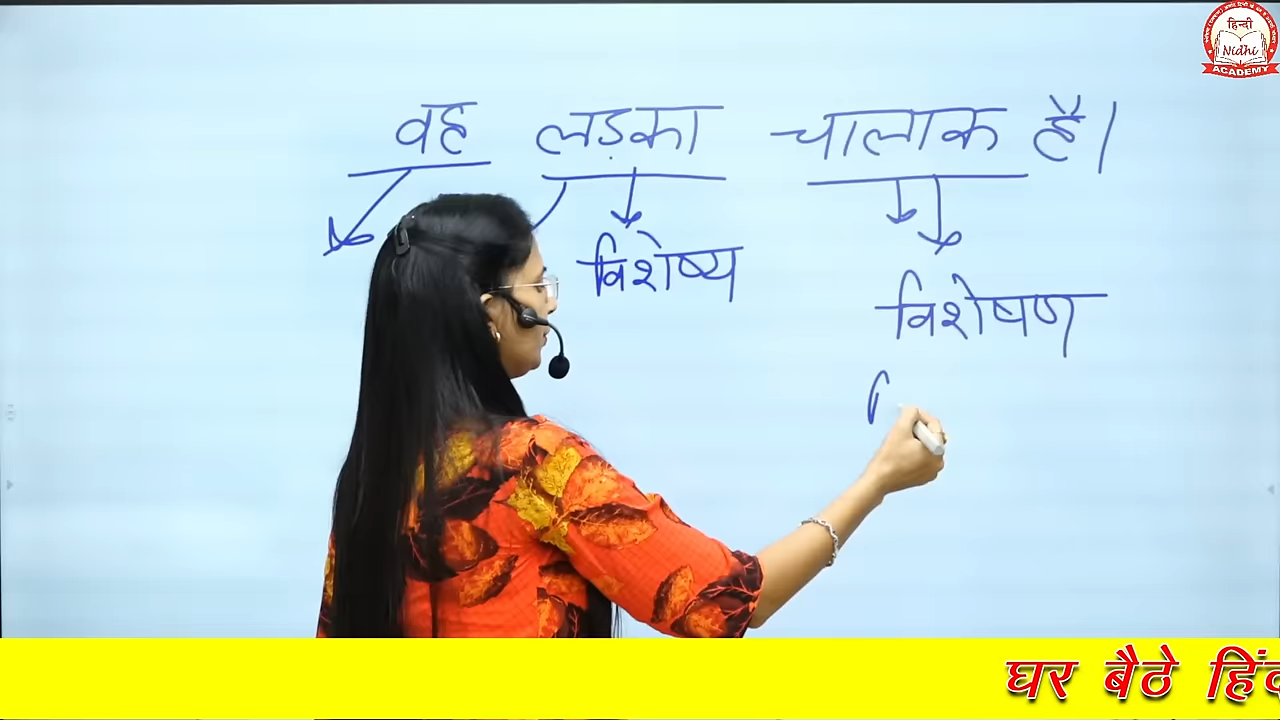 वह लड़का चालाक है।
विशेष्य
विशेषण
हिन्दी
Nidhi
ACADEMY
घर बैठे